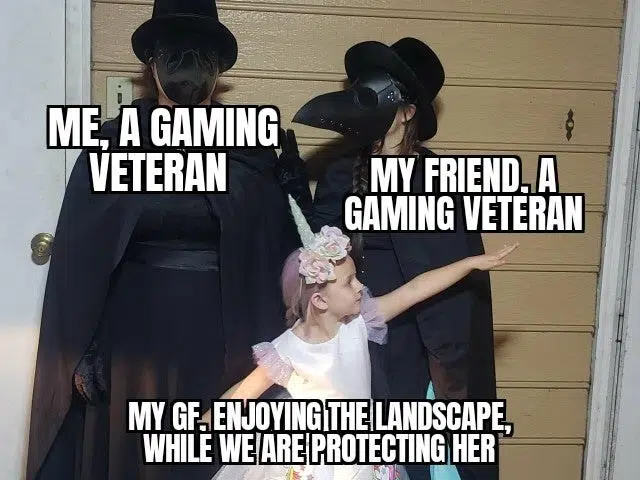 ME, A GAMING
VETERAN
MY FRIEND. A
GAMING VETERAN
MY GF. ENJOYING THE LANDSCAPE,
WHILE WE ARE PROTECTING HER